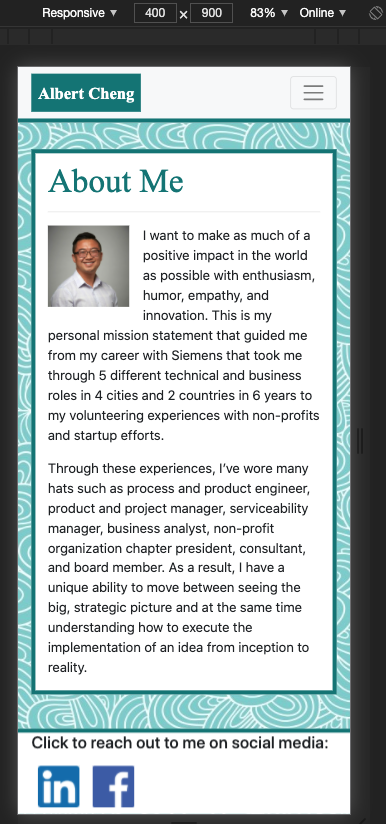 Responsive ▼ 400 × 900 83% ▼ Online ▼
Albert Cheng
About Me
I want to make as much of a
positive impact in the world
as possible with enthusiasm,
humor, empathy, and
innovation. This is my
personal mission statement that guided me
from my career with Siemens that took me
through 5 different technical and business
roles in 4 cities and 2 countries in 6 years to
my volunteering experiences with non-profits
and startup efforts.
Through these experiences, I’ve wore many
hats such as process and product engineer,
product and project manager, serviceability
manager, business analyst, non-profit
organization chapter president, consultant,
and board member. As a result, I have a
unique ability to move between seeing the
big, strategic picture and at the same time
understanding how to execute the
implementation of an idea from inception to
reality.
Click to reach out to me on social media:
in f